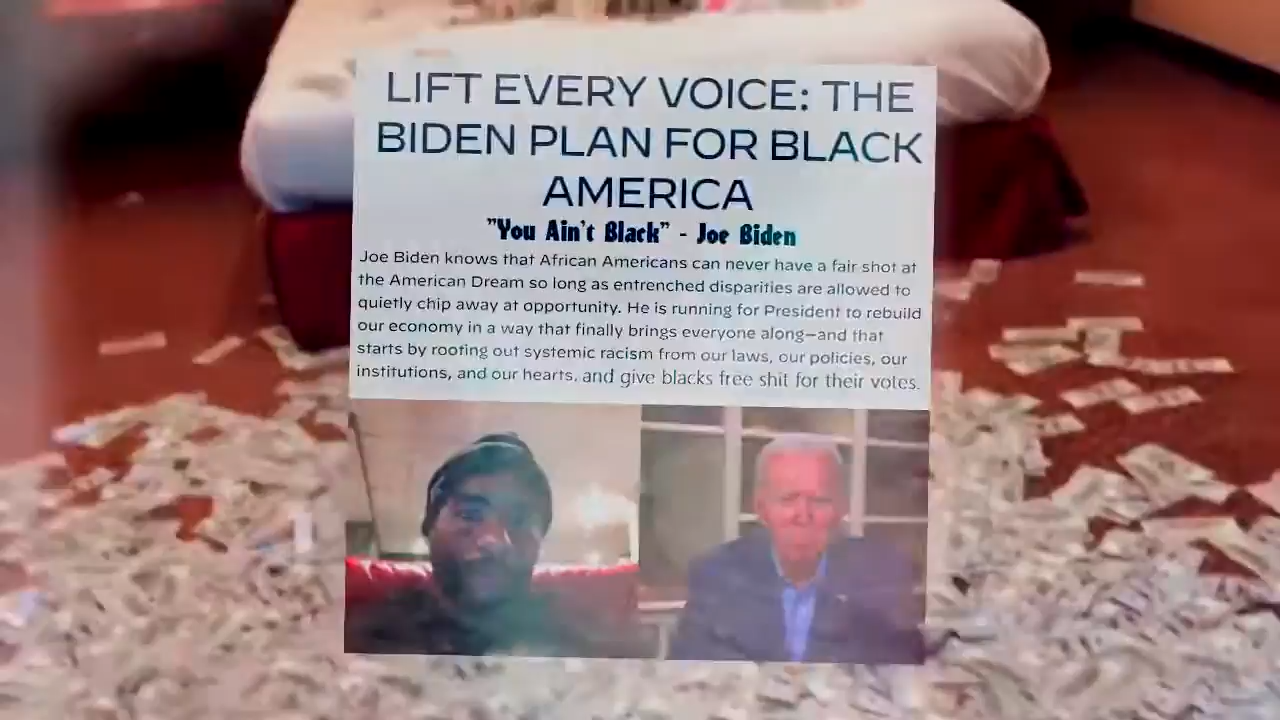 LIFT EVERY VOICE: THE
BIDEN PLAN FOR BLACK
AMERICA
"You Ain't Black" - Joe Biden
Joe Biden knows that African Americans can never have a fair shot at
the American Dream so long as entrenched disparities are allowed to
quietly chip away at opportunity. He is running for President to rebuild
our economy in a way that finally brings everyone along—and that
starts by rooting out systemic racism from our laws, our policies, our
institutions, and our hearts. and give blacks free shit for their votes.